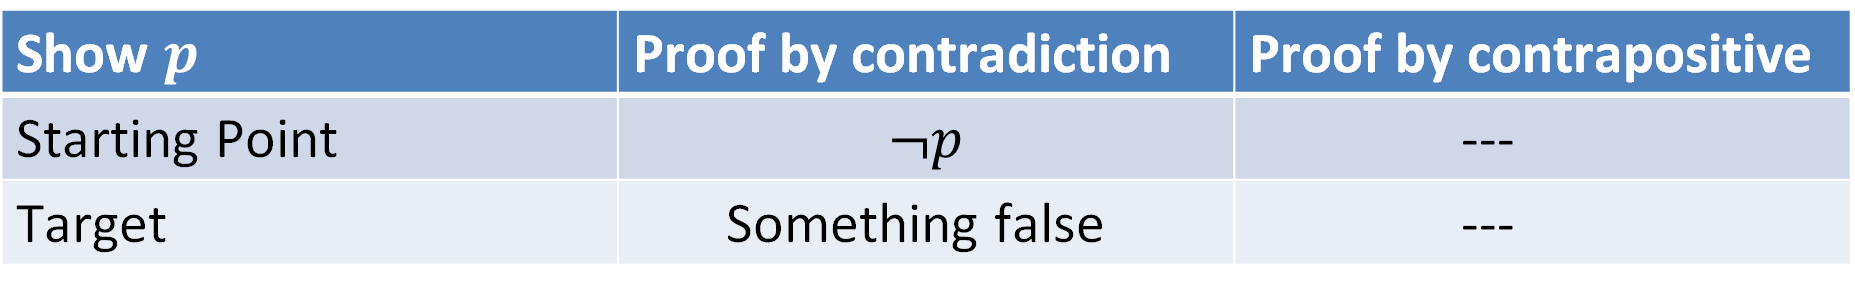 Show p Proof by contradiction Proof by contrapositive
Starting Point ¬p ---
Target Something false ---